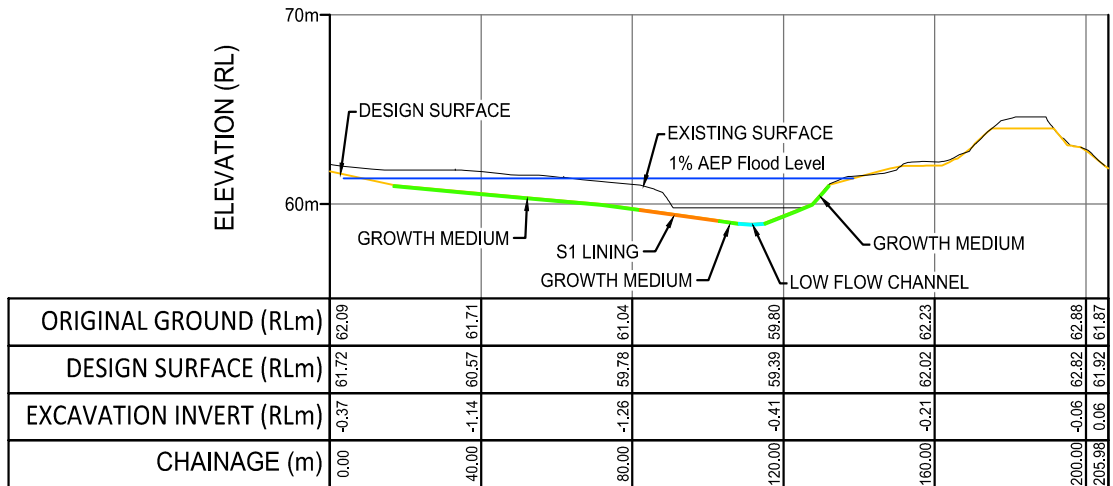 70m
ELEVATION (RL)
DESIGN SURFACE
EXISTING SURFACE
1% AEP Flood Level
60m
GROWTH MEDIUM
S1 LINING
GROWTH MEDIUM
GROWTH MEDIUM
LOW FLOW CHANNEL
ORIGINAL GROUND (RLm) 62.09 61.71 61.04 59.80 62.23 62.88 61.87
DESIGN SURFACE (RLm) 61.72 60.57 59.78 59.39 62.02 62.82 61.92
EXCAVATION INVERT (RLm) -0.37 -1.14 -1.26 -0.41 -0.21 -0.06 0.06
CHAINAGE (m) 0.00 40.00 80.00 120.00 160.00 200.00 205.98